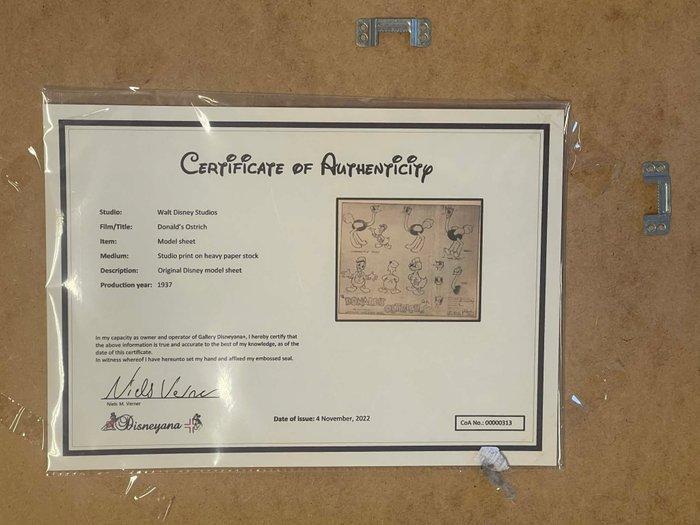 CERTIFICATE OF AUTHENTICITY
Studio: Walt Disney Studios
Film/Title: Donald's Ostrich
Item: Model sheet
Medium: Studio print on heavy paper stock
Description: Original Disney model sheet
Production year: 1937
"DONALD'S
OSTRICH"
In my capacity as owner and operator of Gallery Disneyana+, I hereby certify that
the above information is true and accurate to the best of my knowledge, as of the
date of this certificate.
In witness whereof I have hereunto set my hand and affixed my embossed seal.
Niels Verner
Niels M. Verner
Disneyana
Date of issue: 4 November, 2022
CoA No.: 00000313